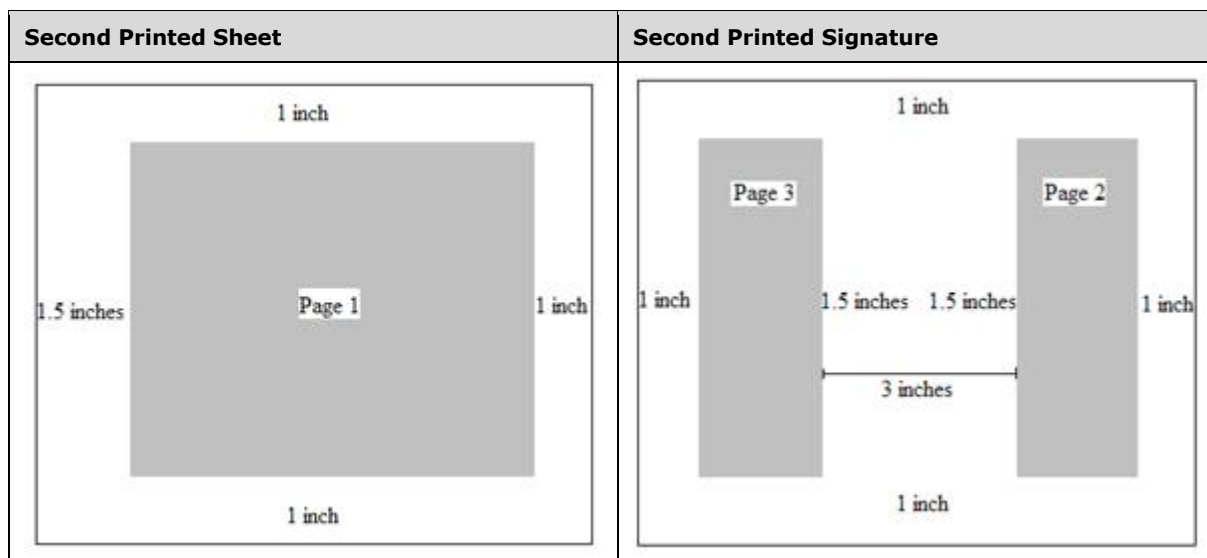 Second Printed Sheet
Second Printed Signature
1 inch
1.5 inches
Page 1
1 inch
1 inch
1 inch
Page 3
Page 2
1 inch
1.5 inches
1.5 inches
1 inch
3 inches
1 inch